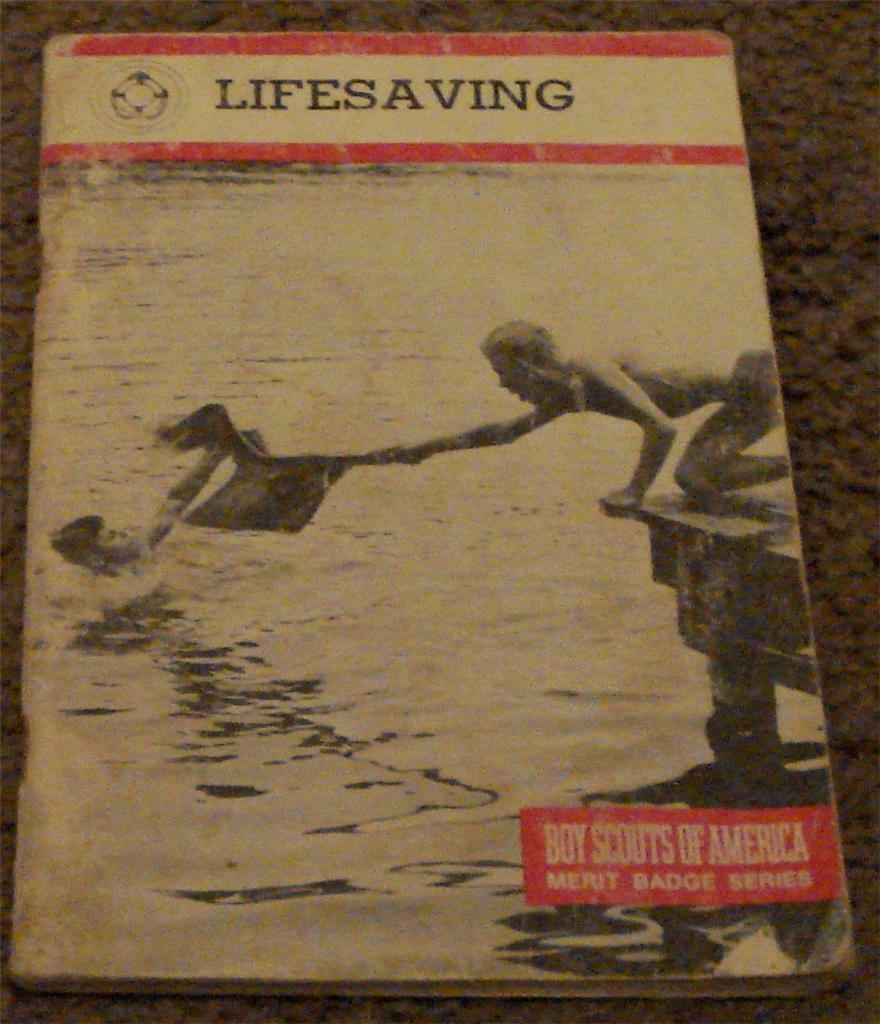 LIFESAVING
BOY SCOUTS OF AMERICA
MERIT BADGE SERIES